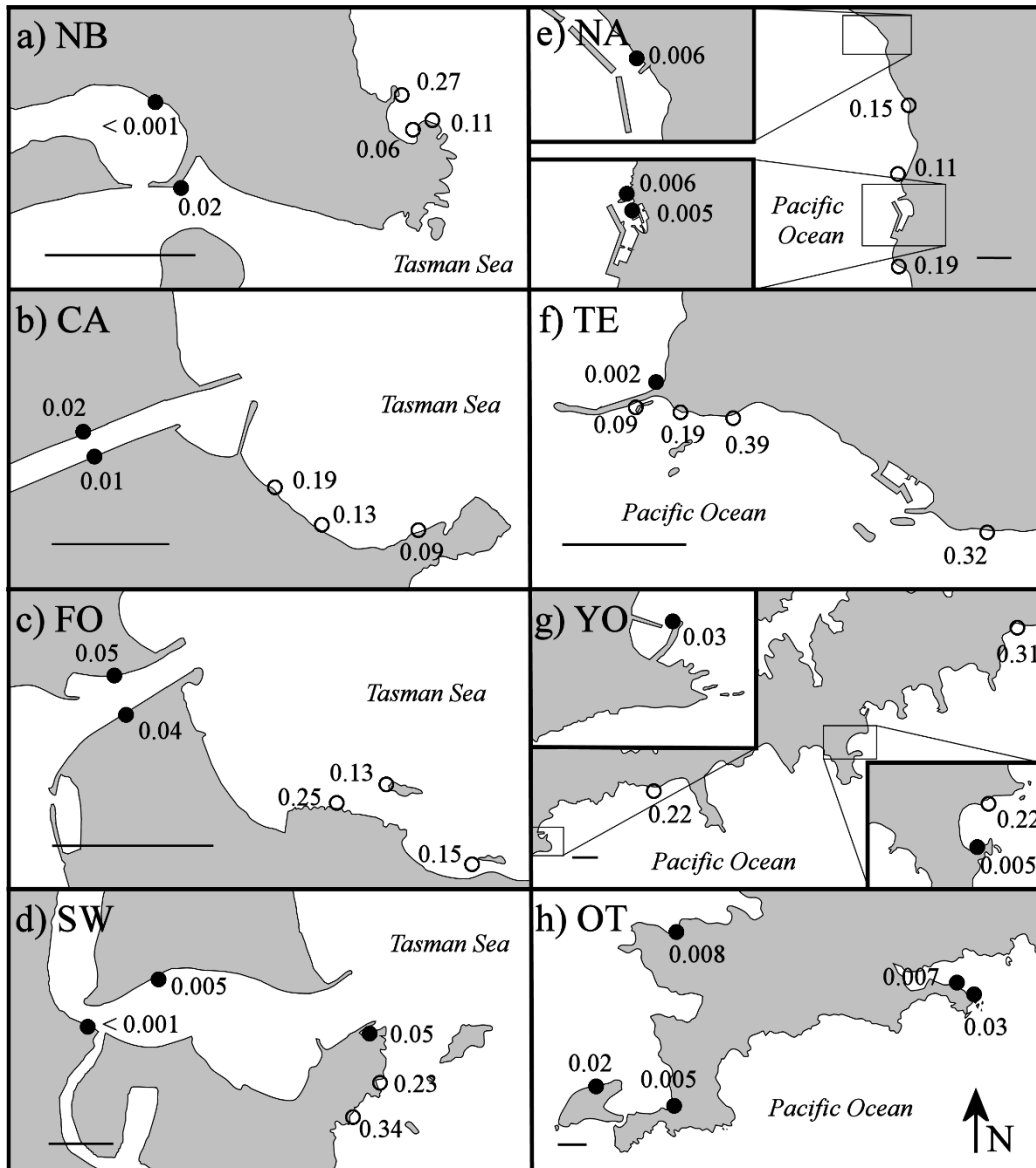 a) NB
0.27
0.11
0.06
< 0.001
0.02
Tasman Sea
b) CA
Tasman Sea
0.02
0.01
0.19
0.13
0.09
c) FO
0.05
Tasman Sea
0.04
0.13
0.25
0.15
d) SW
Tasman Sea
0.005
< 0.001
0.05
0.23
0.34
e) NA
0.006
0.15
0.11
0.006
0.005
Pacific
Ocean
0.19
f) TE
0.002
0.09
0.19
0.39
Pacific Ocean
0.32
g) YO
0.03
0.31
0.22
0.22
0.005
Pacific Ocean
h) OT
0.008
0.007
0.03
0.02
0.005
Pacific Ocean
N